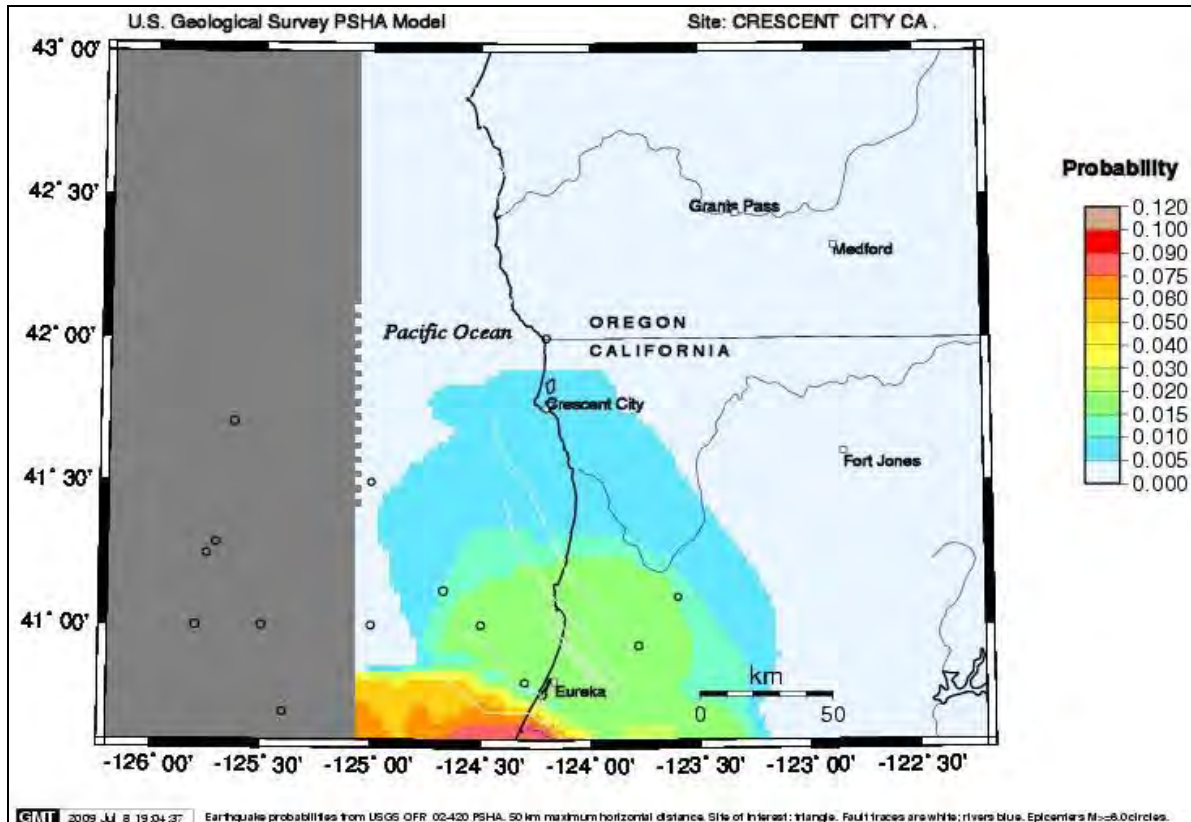 U.S. Geological Survey PSHA Model
Site: CRESCENT CITY CA .
43° 00'
42° 30'
42° 00'
41° 30'
41° 00'
Grants Pass
Medford
Pacific Ocean
OREGON
CALIFORNIA
Crescent City
Fort Jones
Eureka
km
0 50
-126° 00' -125° 30' -125° 00' -124° 30' -124° 00' -123° 30' -123° 00' -122° 30'
Probability
0.120
0.100
0.090
0.075
0.060
0.050
0.040
0.030
0.020
0.015
0.010
0.005
0.000
GMT 2009 Jul 8 19:04:37 Earthquake probabilities from USGS OFR 02-420 PSHA. 50 km maximum horizontal distance. Site of interest: triangle. Fault traces are white; rivers blue. Epicenters M>=6.0 circles.